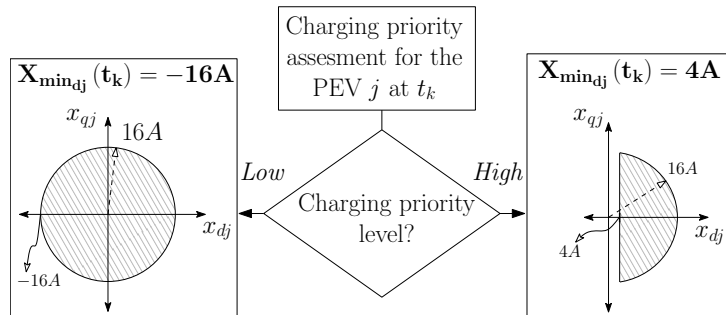 Charging priority
assesment for the
PEV j at t_k
X_min_dj (t_k) = −16A
x_qj
16A
x_dj
−16A
Low
Charging priority
level?
High
X_min_dj (t_k) = 4A
x_qj
16A
x_dj
4A